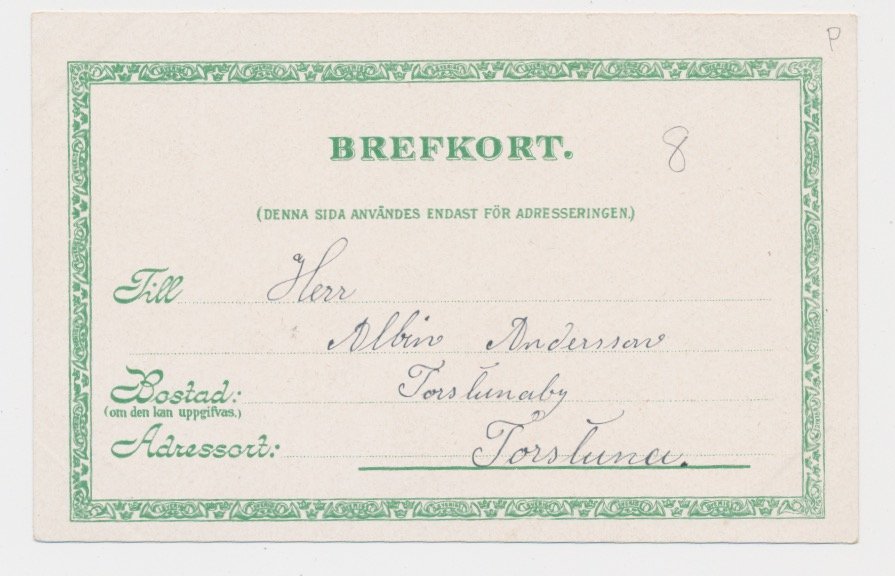 P
BREFKORT.
8
(DENNA SIDA ANVÄNDES ENDAST FÖR ADRESSERINGEN.)
Till Herr
Albin Andersson
Bostad: Torslunaby
(om den kan uppgifvas.)
Adressort: Torsluna.